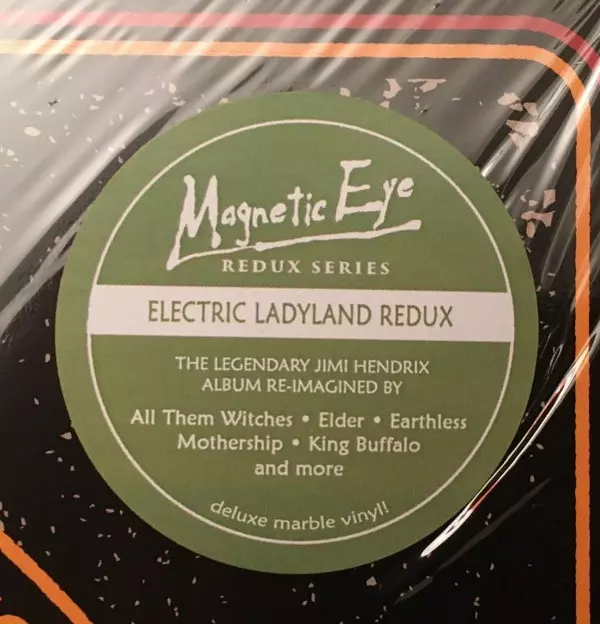 Magnetic Eye
REDUX SERIES
ELECTRIC LADYLAND REDUX
THE LEGENDARY JIMI HENDRIX
ALBUM RE-IMAGINED BY
All Them Witches • Elder • Earthless
Mothership • King Buffalo
and more
deluxe marble vinyl!